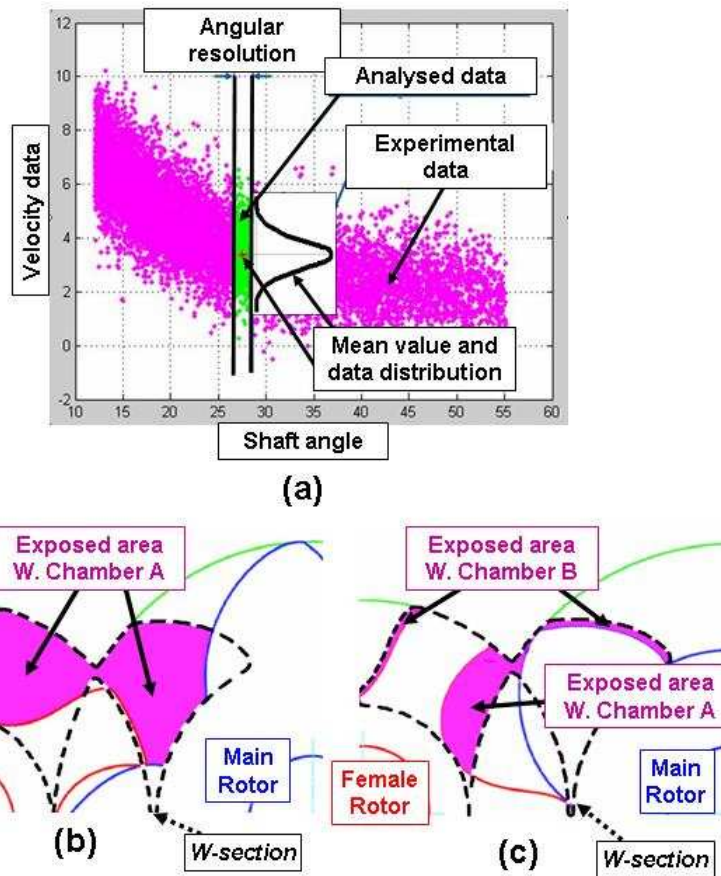 Angular
resolution
Analysed data
Experimental
data
Mean value and
data distribution
Velocity data
12
10
8
6
4
2
0
-2
10 15 20 25 30 35 40 45 50 55 60
Shaft angle
(a)
Exposed area
W. Chamber A
Main
Rotor
W-section
(b)
Exposed area
W. Chamber B
Exposed area
W. Chamber A
Female
Rotor
Main
Rotor
W-section
(c)